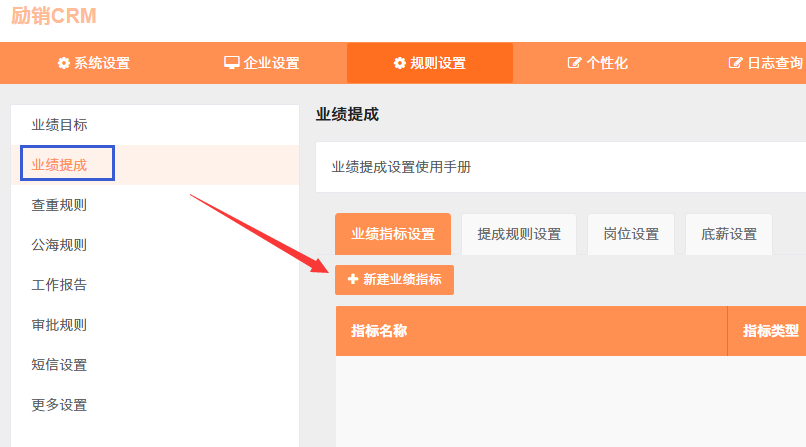 励销CRM
系统设置 企业设置 规则设置 个性化 日志查询
业绩目标
业绩提成
查重规则
公海规则
工作报告
审批规则
短信设置
更多设置
业绩提成
业绩提成设置使用手册
业绩指标设置 提成规则设置 岗位设置 底薪设置
新建业绩指标
指标名称 指标类型